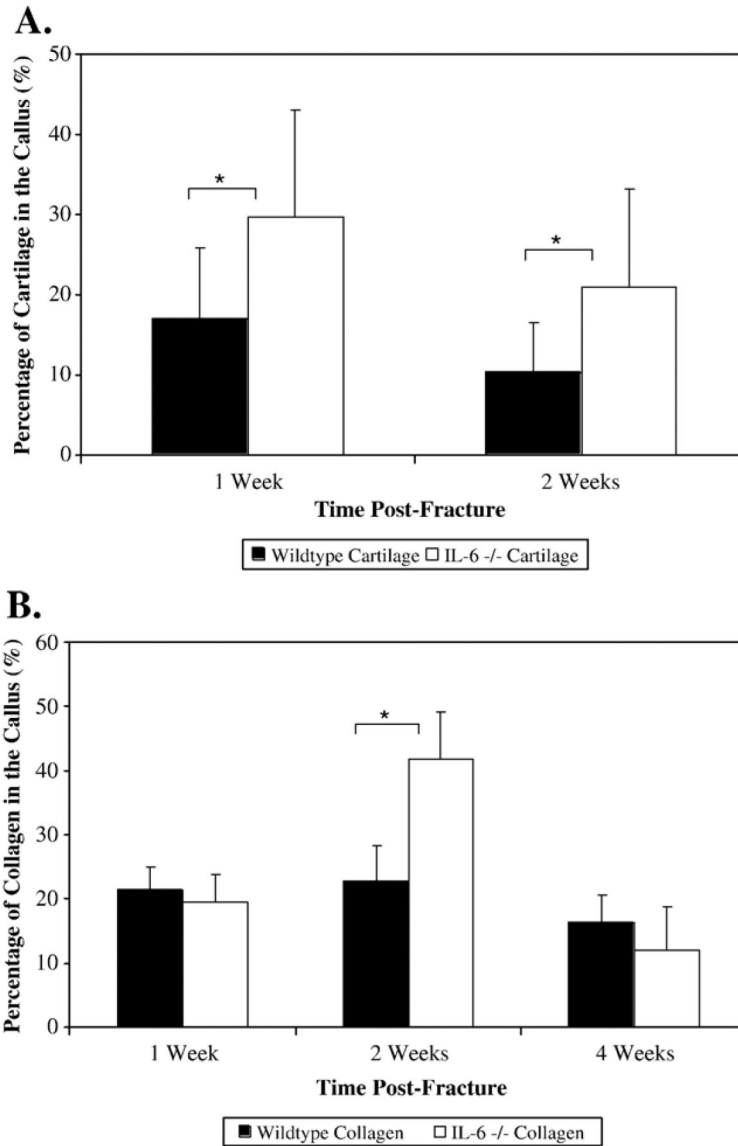 A.
Percentage of Cartilage in the Callus (%)
50
40
30
20
10
0
*
*
1 Week
2 Weeks
Time Post-Fracture
Wildtype Cartilage
IL-6 -/- Cartilage
B.
Percentage of Collagen in the Callus (%)
60
50
40
30
20
10
0
*
1 Week
2 Weeks
4 Weeks
Time Post-Fracture
Wildtype Collagen
IL-6 -/- Collagen